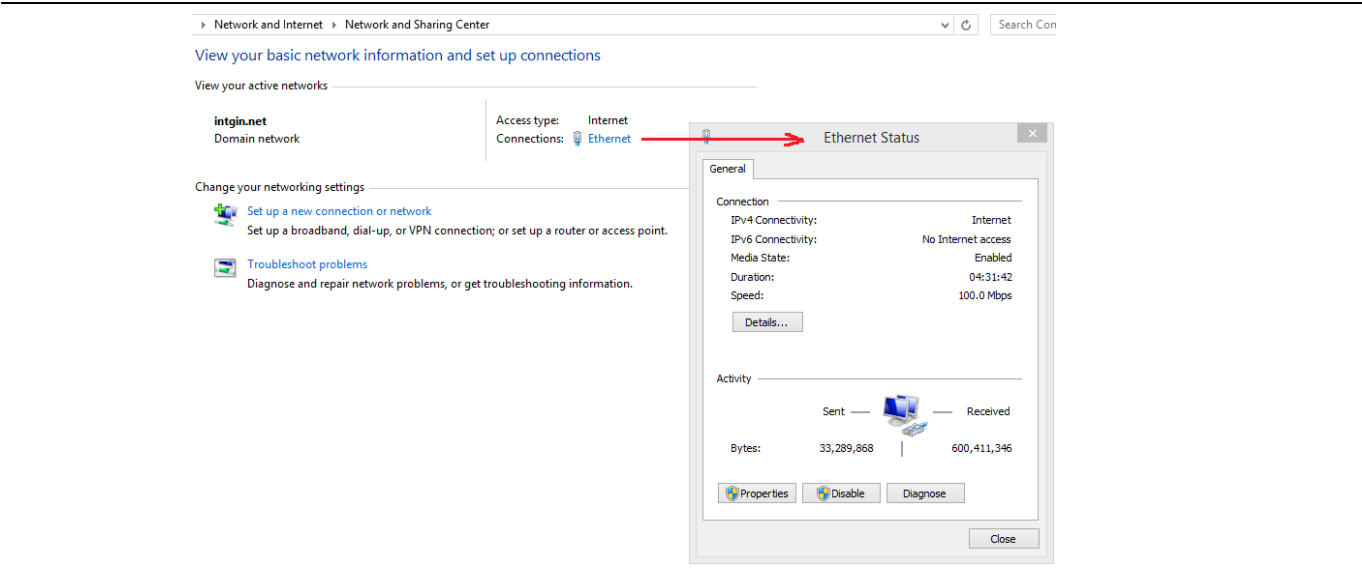 Network and Internet Network and Sharing Center
Search Con
View your basic network information and set up connections
View your active networks
intgin.net
Domain network
Access type: Internet
Connections: Ethernet
Change your networking settings
Set up a new connection or network
Set up a broadband, dial-up, or VPN connection; or set up a router or access point.
Troubleshoot problems
Diagnose and repair network problems, or get troubleshooting information.
Ethernet Status
General
Connection
IPv4 Connectivity: Internet
IPv6 Connectivity: No Internet access
Media State: Enabled
Duration: 04:31:42
Speed: 100.0 Mbps
Details...
Activity
Sent Received
Bytes: 33,289,868 600,411,346
Properties Disable Diagnose
Close